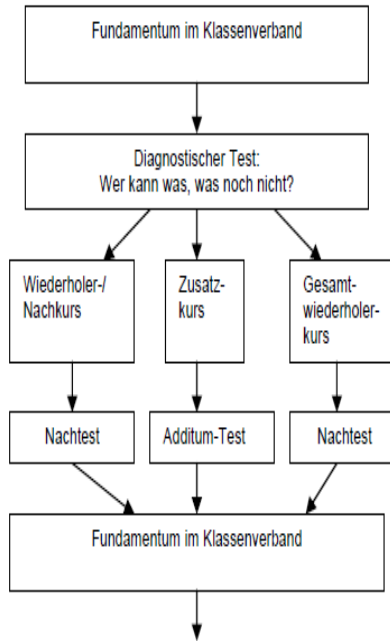 Fundamentum im Klassenverband
Diagnostischer Test:
Wer kann was, was noch nicht?
Wiederholer-/
Nachkurs
Zusatz-
kurs
Gesamt-
wiederholer-
kurs
Nachtest
Additum-Test
Nachtest
Fundamentum im Klassenverband